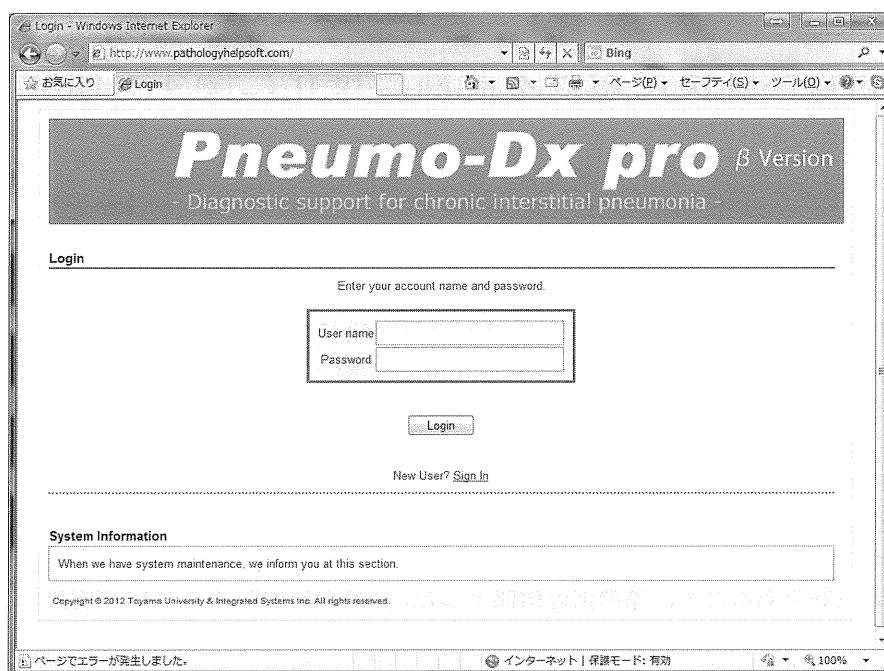 Login - Windows Internet Explorer
http://www.pathologyhelpsoft.com/
Bing
お気に入り
Login
ページ(P)
セーフティ(S)
ツール(O)
Pneumo-Dx pro β Version
- Diagnostic support for chronic interstitial pneumonia -
Login
Enter your account name and password.
User name
Password
Login
New User? Sign In
System Information
When we have system maintenance, we inform you at this section.
Copyright © 2012 Toyama University & Integrated Systems Inc. All rights reserved.
ページでエラーが発生しました。
インターネット | 保護モード: 有効
100%